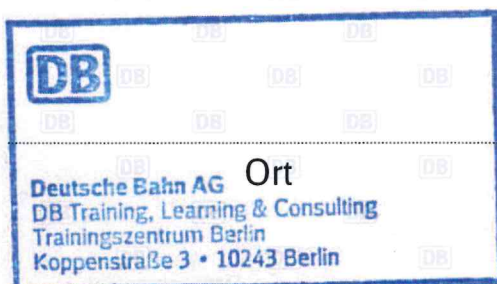 DB
Ort
Deutsche Bahn AG
DB Training, Learning & Consulting
Trainingszentrum Berlin
Koppenstraße 3 • 10243 Berlin